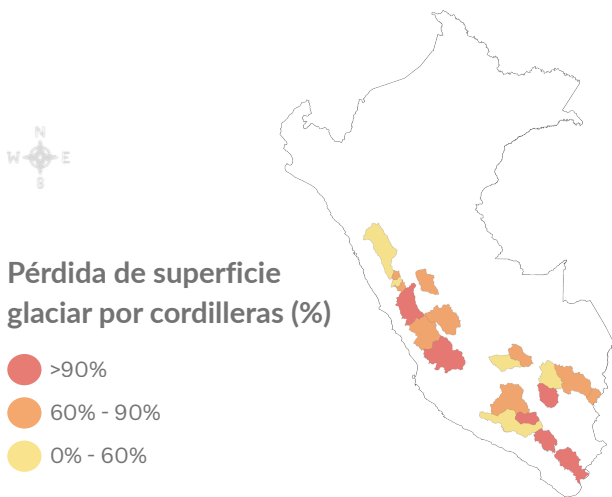 N
W E
S
Pérdida de superficie
glaciar por cordilleras (%)
>90%
60% - 90%
0% - 60%